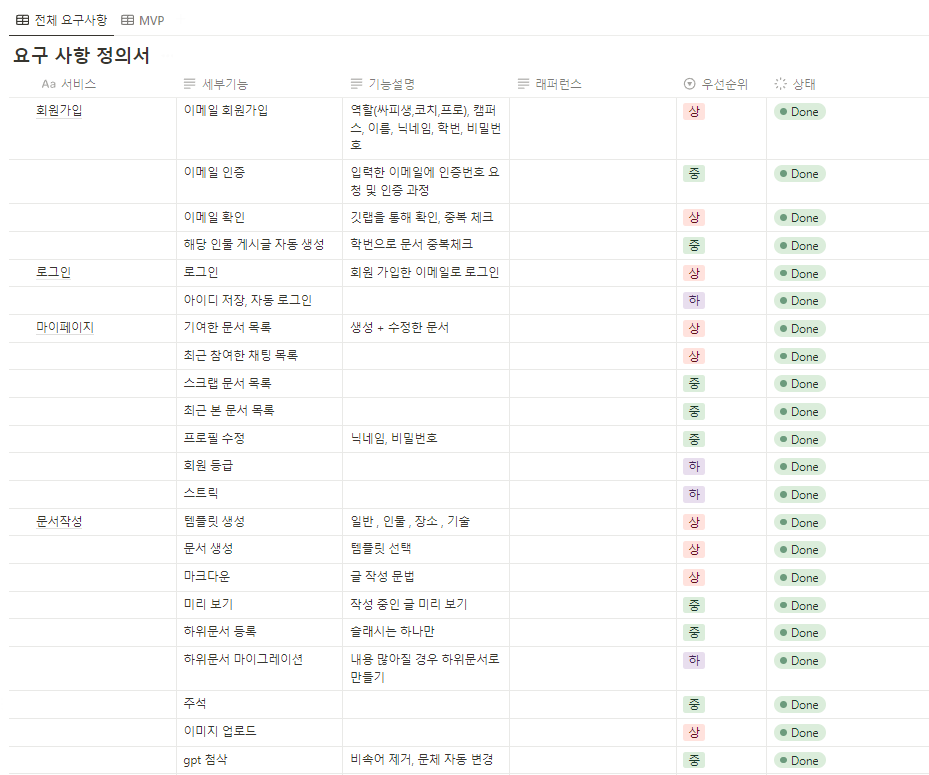 전체 요구사항 MVP
요구 사항 정의서
Aa 서비스 세부기능 기능설명 래퍼런스 우선순위 상태
회원가입 이메일 회원가입 역할(싸피생,코치,프로), 캠퍼 상 Done
스, 이름, 닉네임, 학번, 비밀번
호
이메일 인증 입력한 이메일에 인증번호 요 중 Done
청 및 인증 과정
이메일 확인 깃랩을 통해 확인, 중복 체크 상 Done
해당 인물 게시글 자동 생성 학번으로 문서 중복체크 중 Done
로그인 로그인 회원 가입한 이메일로 로그인 상 Done
아이디 저장, 자동 로그인 하 Done
마이페이지 기여한 문서 목록 생성 + 수정한 문서 상 Done
최근 참여한 채팅 목록 상 Done
스크랩 문서 목록 중 Done
최근 본 문서 목록 중 Done
프로필 수정 닉네임, 비밀번호 중 Done
회원 등급 하 Done
스트릭 하 Done
문서작성 템플릿 생성 일반 , 인물 , 장소 , 기술 상 Done
문서 생성 템플릿 선택 상 Done
마크다운 글 작성 문법 상 Done
미리 보기 작성 중인 글 미리 보기 중 Done
하위문서 등록 슬래시는 하나만 중 Done
하위문서 마이그레이션 내용 많아질 경우 하위문서로 하 Done
만들기
주석 중 Done
이미지 업로드 상 Done
gpt 첨삭 비속어 제거, 문체 자동 변경 중 Done